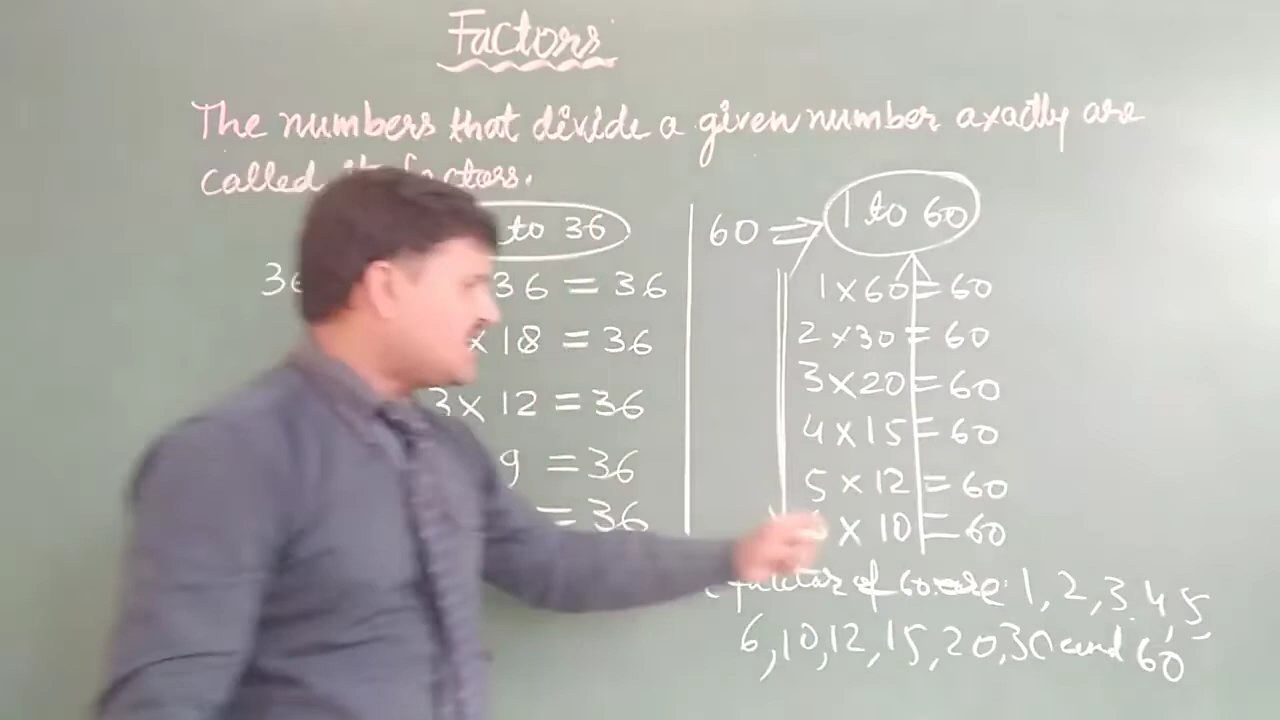 Factors
The numbers that divide a given number axactly are
called factors.
to 36
60 ⇒ 1 to 60
36 = 36
1 x 60 = 60
x 18 = 36
2 x 30 = 60
3 x 12 = 36
3 x 20 = 60
9 = 36
4 x 15 = 60
= 36
5 x 12 = 60
x 10 = 60
factor of 60 are 1, 2, 3, 4, 5
6, 10, 12, 15, 20, 30 and 60